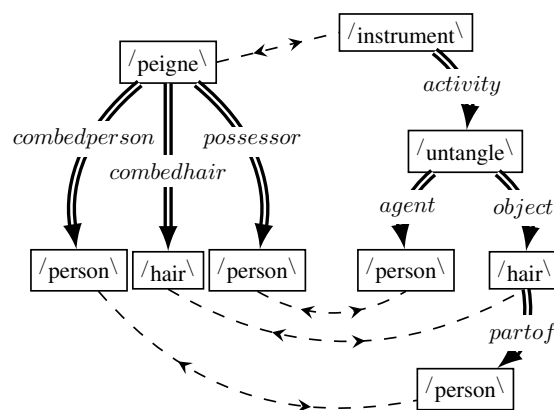 /instrument\
/peigne\
activity
combedperson possessor
/untangle\
combedhair
agent object
/person\ /hair\ /person\ /person\ /hair\
partof
/person\